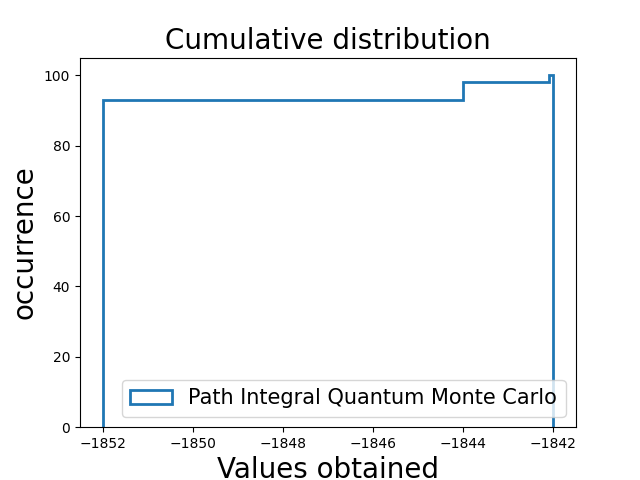 Cumulative distribution
100
80
60
40
20
0
occurrence
Path Integral Quantum Monte Carlo
−1852 −1850 −1848 −1846 −1844 −1842
Values obtained